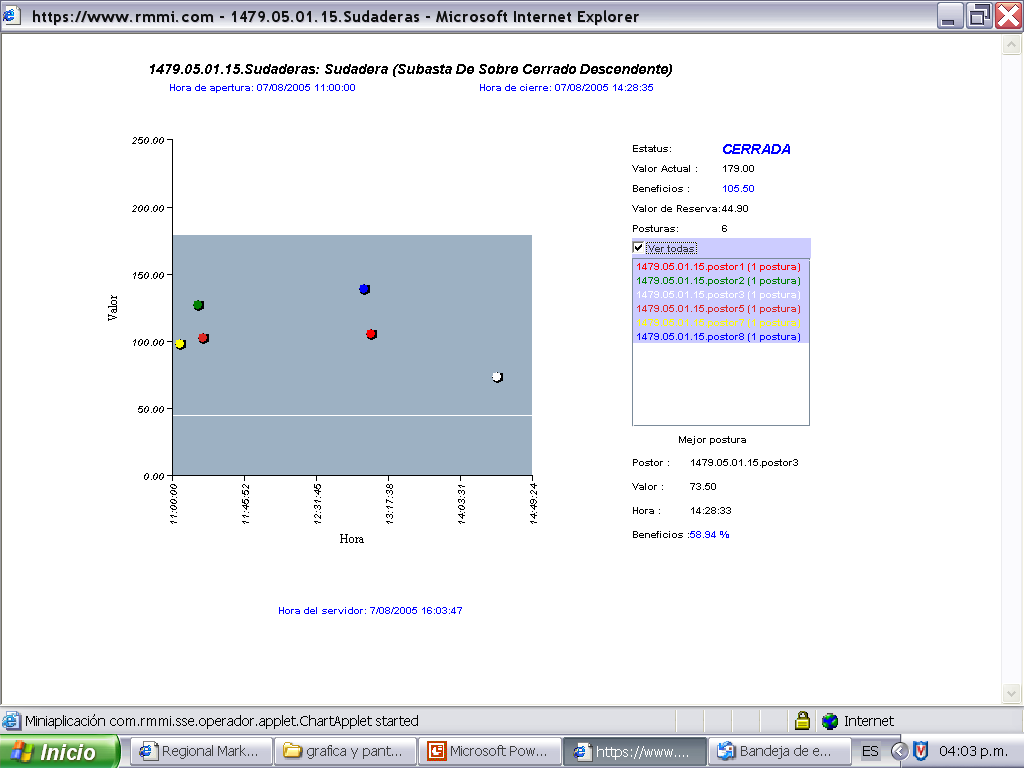 https://www.rmmi.com - 1479.05.01.15.Sudaderas - Microsoft Internet Explorer
1479.05.01.15.Sudaderas: Sudadera (Subasta De Sobre Cerrado Descendente)
Hora de apertura: 07/08/2005 11:00:00
Hora de cierre: 07/08/2005 14:28:35
250.00
200.00
150.00
100.00
50.00
0.00
Valor
11:00:00
11:45:52
12:31:45
13:17:38
14:03:31
14:49:24
Hora
Estatus: CERRADA
Valor Actual : 179.00
Beneficios : 105.50
Valor de Reserva:44.90
Posturas: 6
Ver todas
1479.05.01.15.postor1 (1 postura)
1479.05.01.15.postor2 (1 postura)
1479.05.01.15.postor3 (1 postura)
1479.05.01.15.postor5 (1 postura)
1479.05.01.15.postor7 (1 postura)
1479.05.01.15.postor8 (1 postura)
Mejor postura
Postor : 1479.05.01.15.postor3
Valor : 73.50
Hora : 14:28:33
Beneficios :58.94 %
Hora del servidor: 7/08/2005 16:03:47
Miniaplicación com.rmmi.sse.operador.applet.ChartApplet started
Internet
Inicio
Regional Mark...
grafica y pant...
Microsoft Pow...
https://www....
Bandeja de e...
ES
04:03 p.m.